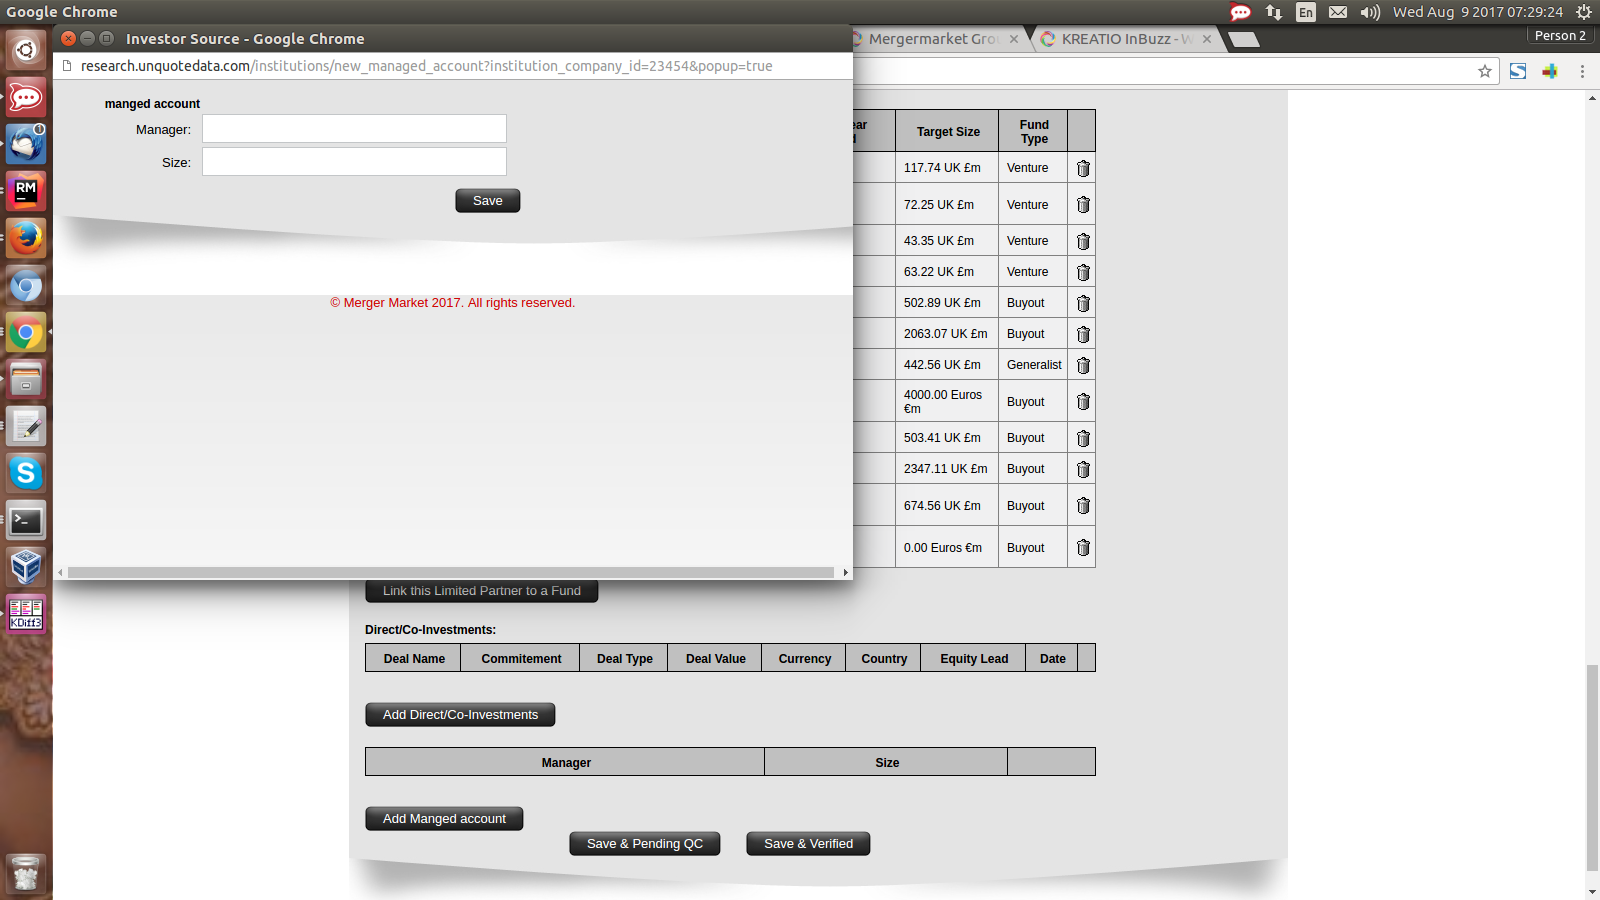 Google Chrome
En
Wed Aug 9 2017 07:29:24
Investor Source - Google Chrome
Mergermarket Gro
KREATIO InBuzz - W
Person 2
research.unquotedata.com/institutions/new_managed_account?institution_company_id=23454&popup=true
manged account
Manager:
Size:
Save
© Merger Market 2017. All rights reserved.
ear
Target Size
Fund
Type
117.74 UK £m Venture
72.25 UK £m Venture
43.35 UK £m Venture
63.22 UK £m Venture
502.89 UK £m Buyout
2063.07 UK £m Buyout
442.56 UK £m Generalist
4000.00 Euros
€m
Buyout
503.41 UK £m Buyout
2347.11 UK £m Buyout
674.56 UK £m Buyout
0.00 Euros €m Buyout
Link this Limited Partner to a Fund
Direct/Co-Investments:
Deal Name Commitement Deal Type Deal Value Currency Country Equity Lead Date
Add Direct/Co-Investments
Manager Size
Add Manged account
Save & Pending QC Save & Verified
1
RM
S
KDiff3